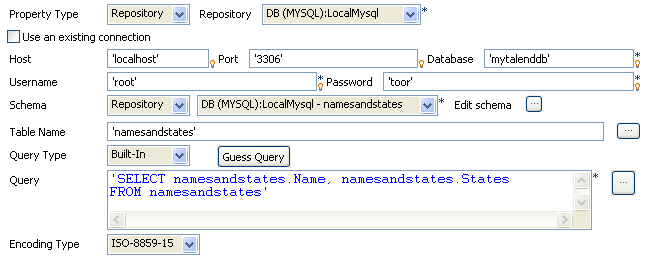 Property Type Repository Repository DB (MYSQL):LocalMysql *
Use an existing connection
Host 'localhost' Port '3306' Database 'mytalenddb' *
Username 'root' * Password 'toor' *
Schema Repository DB (MYSQL):LocalMysql - namesandstates * Edit schema ...
Table Name 'namesandstates' ...
Query Type Built-In Guess Query
Query 'SELECT namesandstates.Name, namesandstates.States * ...
FROM namesandstates'
Encoding Type ISO-8859-15